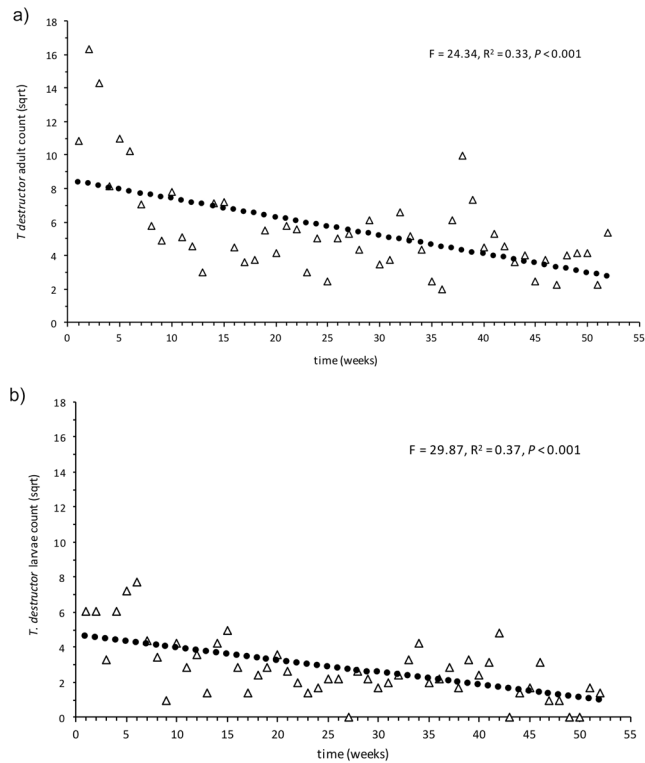 a)
18
16
14
12
10
8
6
4
2
0
T destructor adult count (sqrt)
F = 24.34, R² = 0.33, P < 0.001
0 5 10 15 20 25 30 35 40 45 50 55
time (weeks)
b)
18
16
14
12
10
8
6
4
2
0
T. destructor larvae count (sqrt)
F = 29.87, R² = 0.37, P < 0.001
0 5 10 15 20 25 30 35 40 45 50 55
time (weeks)